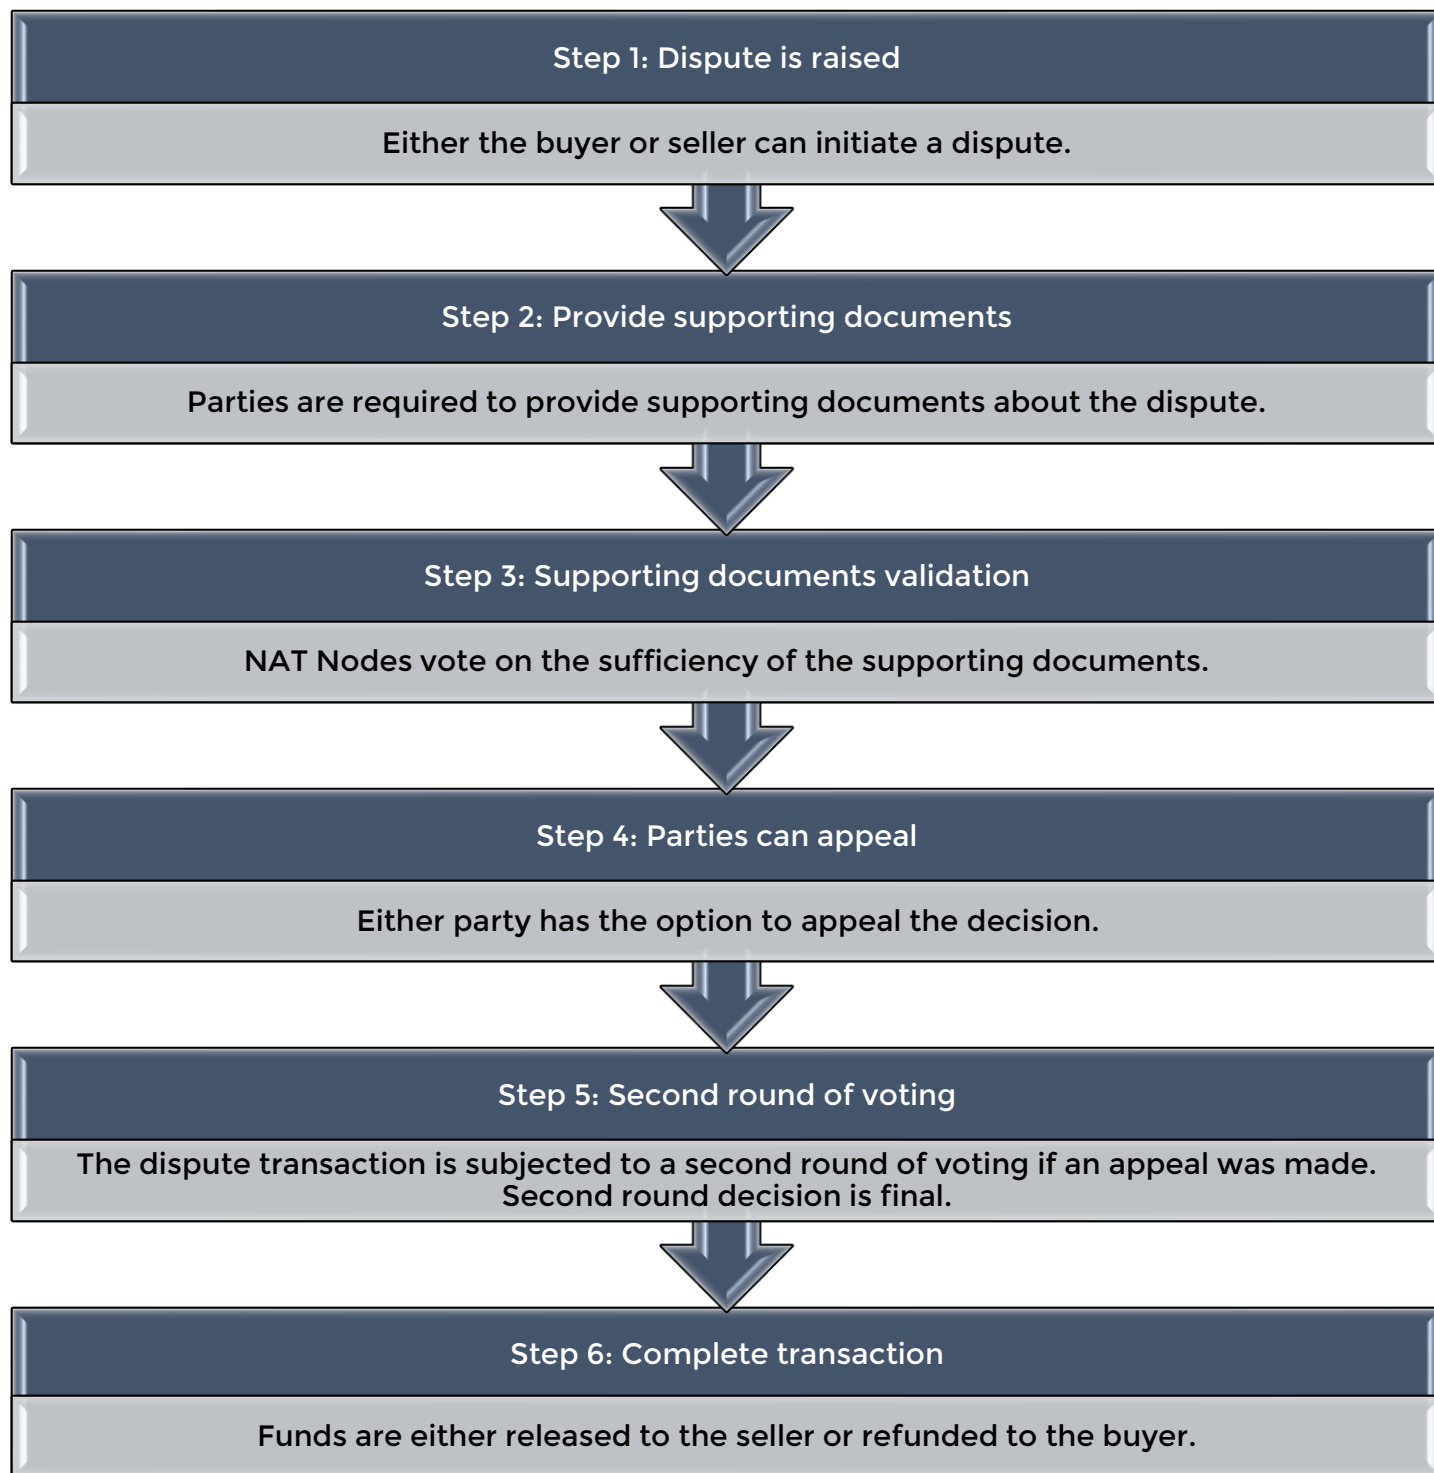 Step 1: Dispute is raised
Either the buyer or seller can initiate a dispute.
Step 2: Provide supporting documents
Parties are required to provide supporting documents about the dispute.
Step 3: Supporting documents validation
NAT Nodes vote on the sufficiency of the supporting documents.
Step 4: Parties can appeal
Either party has the option to appeal the decision.
Step 5: Second round of voting
The dispute transaction is subjected to a second round of voting if an appeal was made.
Second round decision is final.
Step 6: Complete transaction
Funds are either released to the seller or refunded to the buyer.